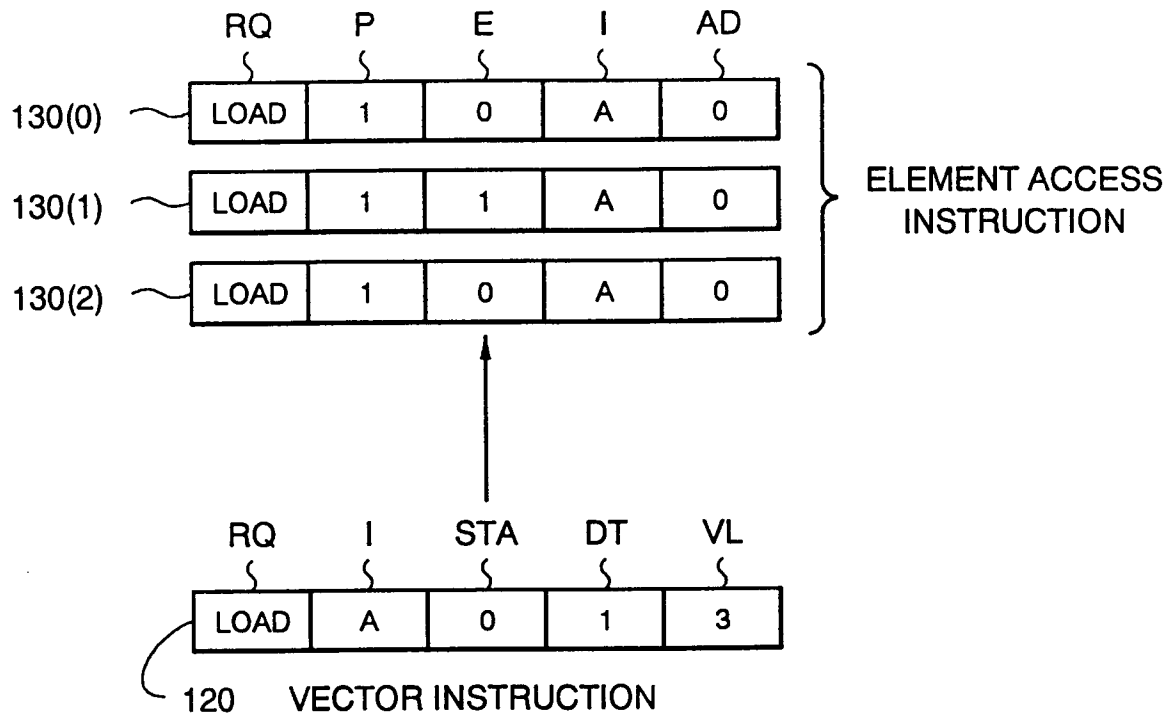 RQ P E I AD
130(0) LOAD 1 0 A 0
130(1) LOAD 1 1 A 0
130(2) LOAD 1 0 A 0
ELEMENT ACCESS
INSTRUCTION
RQ I STA DT VL
LOAD A 0 1 3
120 VECTOR INSTRUCTION